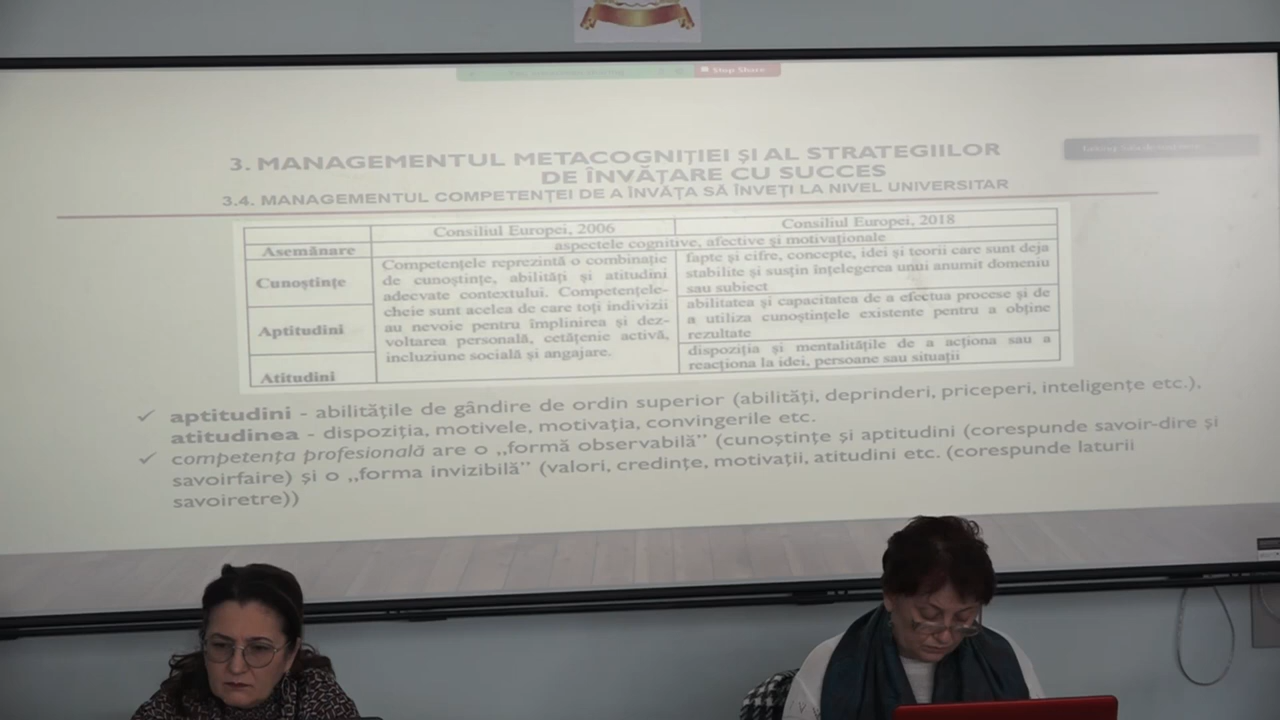 Stop Share
3. MANAGEMENTUL METACOGNIȚIEI ȘI AL STRATEGIILOR
DE ÎNVĂȚARE CU SUCCES
3.4. MANAGEMENTUL COMPETENȚEI DE A ÎNVĂȚA SĂ ÎNVEȚI LA NIVEL UNIVERSITAR
Consiliul Europei, 2006
Consiliul Europei, 2018
Asemănare
aspectele cognitive, afective și motivaționale
Cunoștințe
Aptitudini
Atitudini
Competențele reprezintă o combinație
de cunoștințe, abilități și atitudini
adecvate contextului. Competențele-
cheie sunt acelea de care toți indivizii
au nevoie pentru împlinirea și dez-
voltarea personală, cetățenie activă,
incluziune socială și angajare.
fapte și cifre, concepte, idei și teorii care sunt deja
stabilite și susțin înțelegerea unui anumit domeniu
sau subiect
abilitatea și capacitatea de a efectua procese și de
a utiliza cunoștințele existente pentru a obține
rezultate
dispoziția și mentalitățile de a acționa sau a
reacționa la idei, persoane sau situații
✓ aptitudini - abilitățile de gândire de ordin superior (abilități, deprinderi, priceperi, inteligențe etc.),
atitudinea - dispoziția, motivele, motivația, convingerile etc.
✓ competența profesională are o „formă observabilă” (cunoștințe și aptitudini (corespunde savoir-dire și
savoirfaire) și o „forma invizibilă” (valori, credințe, motivații, atitudini etc. (corespunde laturii
savoiretre))